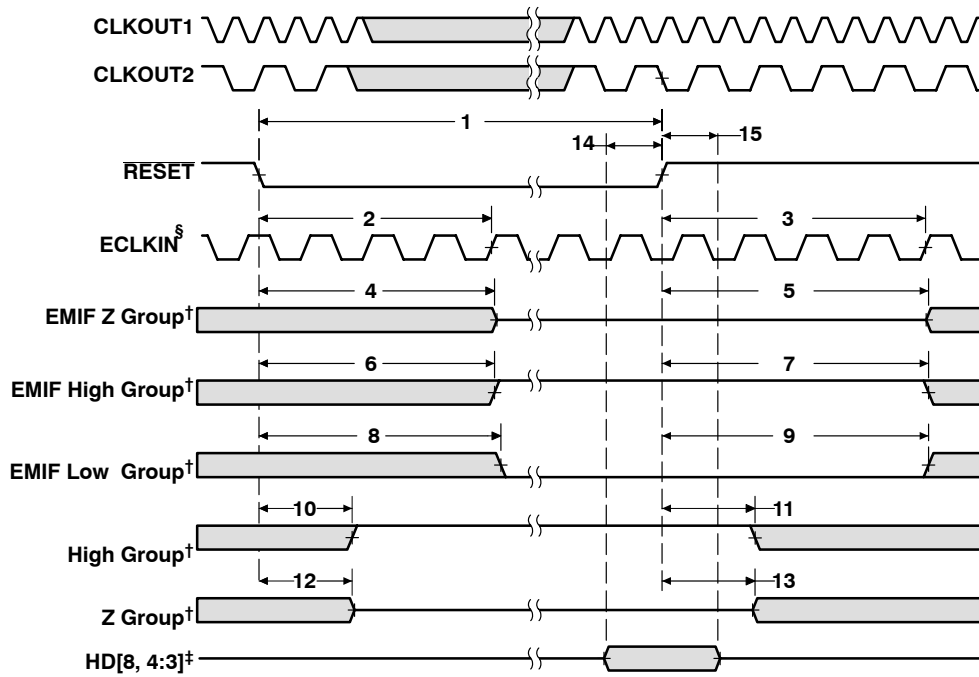 CLKOUT1
CLKOUT2
1
14
15
RESET
2
3
ECLKIN§
4
5
EMIF Z Group†
6
7
EMIF High Group†
8
9
EMIF Low Group†
10
11
High Group†
12
13
Z Group†
HD[8, 4:3]‡